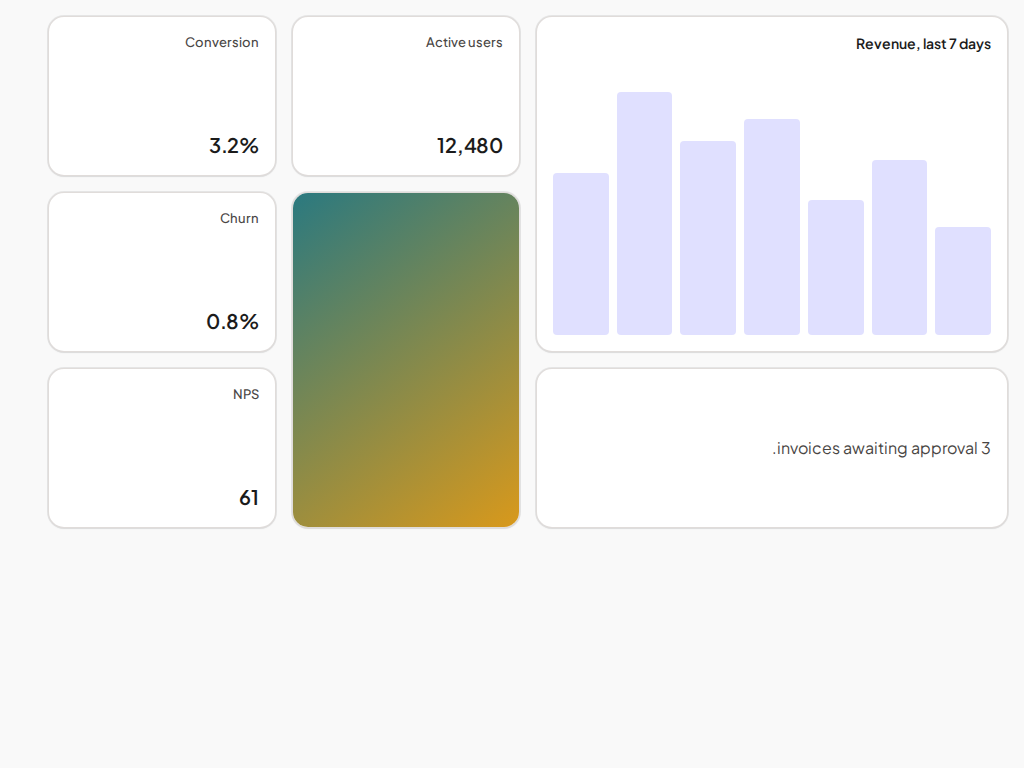 Conversion
3.2%
Active users
12,480
Revenue, last 7 days
Churn
0.8%
NPS
61
.invoices awaiting approval 3